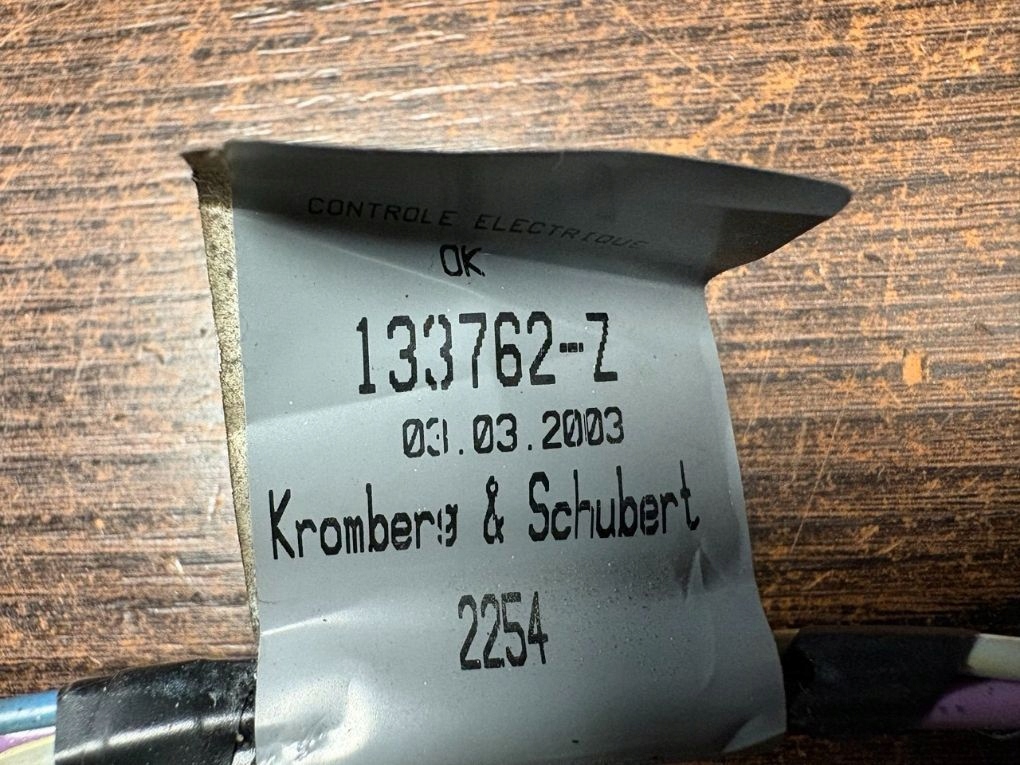 CONTROLE ELECTRIQUE
OK
133762-Z
03.03.2003
Kromberg & Schubert
2254